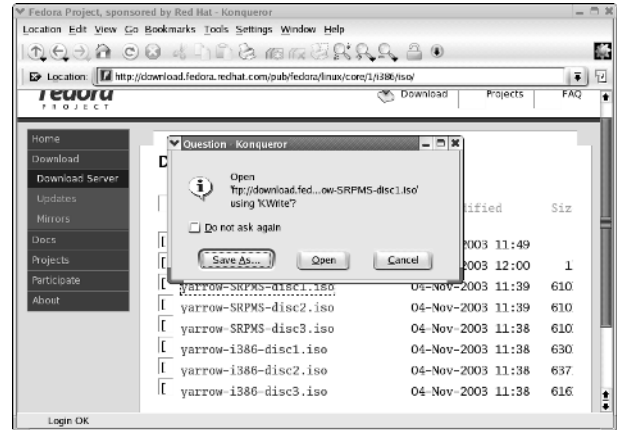 Fedora Project, sponsored by Red Hat - Konqueror
Location Edit View Go Bookmarks Tools Settings Window Help
Location: http://download.fedora.redhat.com/pub/fedora/linux/core/1/i386/iso/
fedora
PROJECT
Download Projects FAQ
Home
Download
Download Server
Updates
Mirrors
Docs
Projects
Participate
About
Question - Konqueror
Open
'ftp://download.fed...ow-SRPMS-disc1.iso'
using 'KWrite'?
Do not ask again
Save As... Open Cancel
D
ified Siz
2003 11:49
2003 12:00 1
yarrow-SRPMS-disc1.iso 04-Nov-2003 11:39 610
yarrow-SRPMS-disc2.iso 04-Nov-2003 11:39 610
yarrow-SRPMS-disc3.iso 04-Nov-2003 11:38 610
yarrow-i386-disc1.iso 04-Nov-2003 11:38 630
yarrow-i386-disc2.iso 04-Nov-2003 11:38 637
yarrow-i386-disc3.iso 04-Nov-2003 11:38 616
Login OK